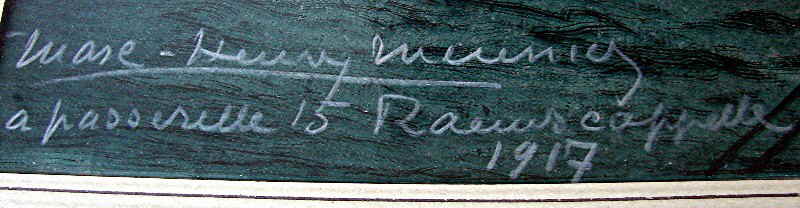 Marc-Henry Meunier
a passerelle 15 Ramscappelle
1917